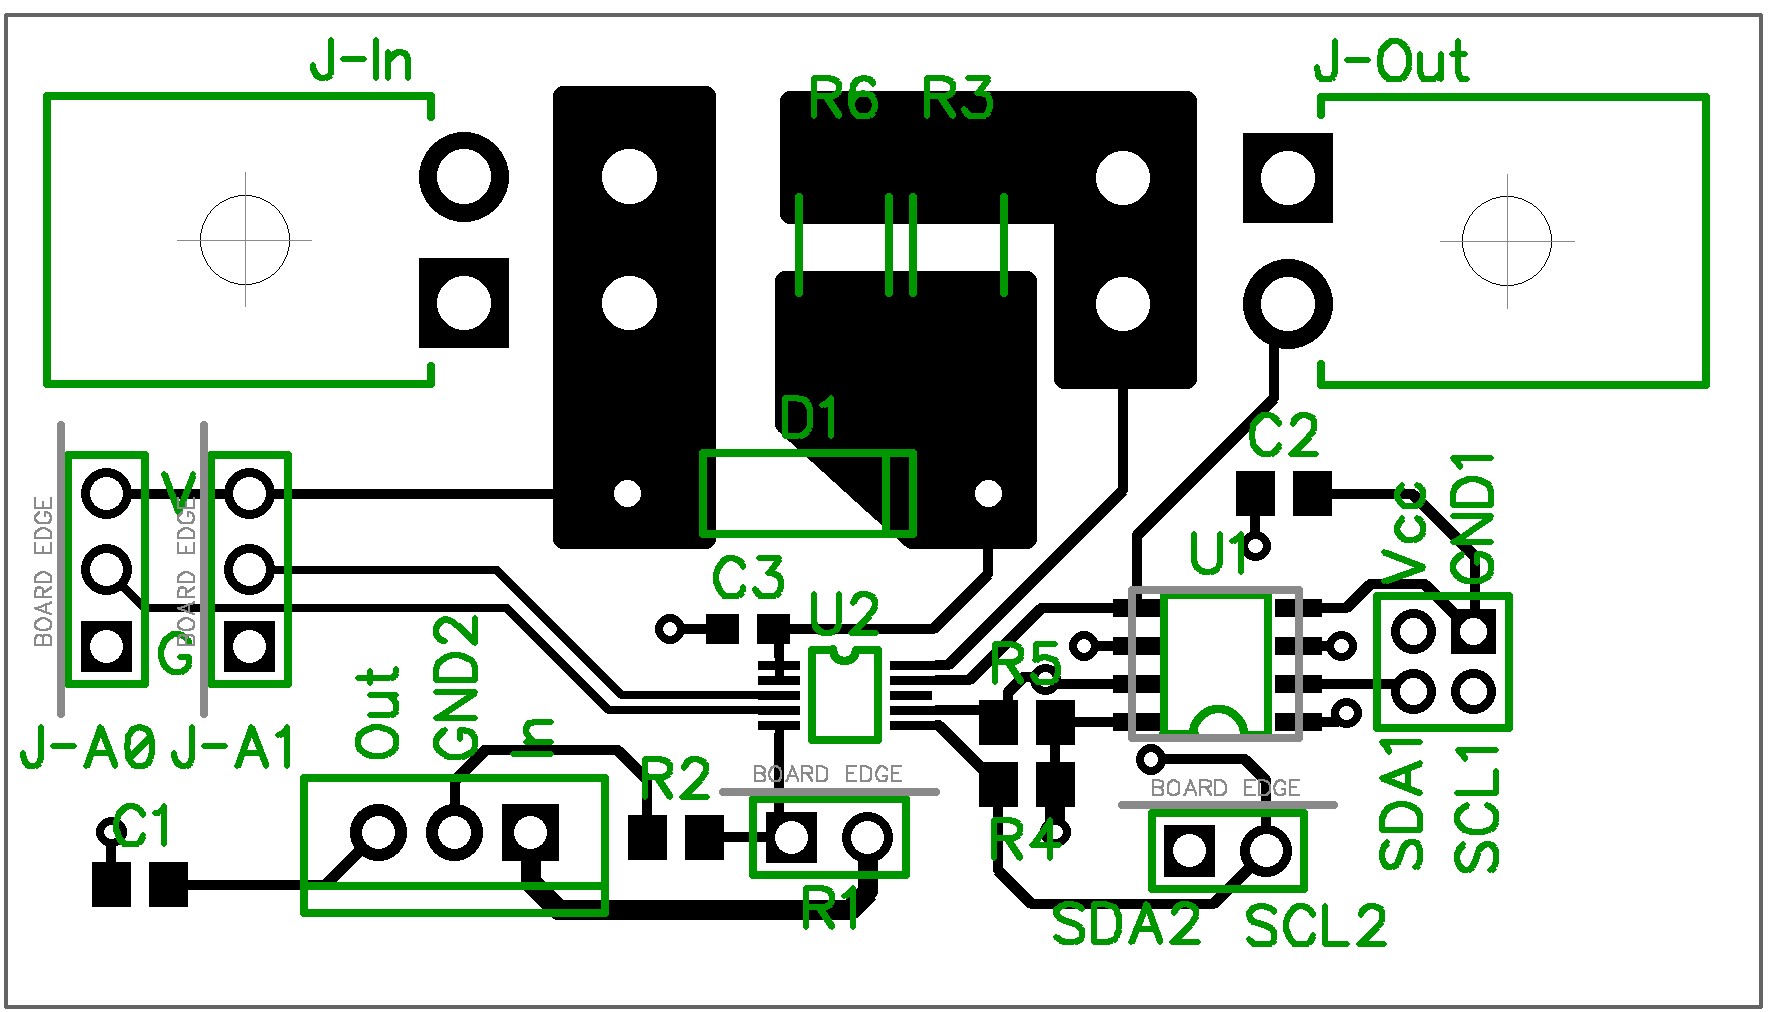 J-In
J-Out
R6
R3
D1
C2
V
BOARD EDGE
BOARD EDGE
Vcc
GND1
U1
C3
U2
G
R5
Out
GND2
In
J-A0
J-A1
R2
BOARD EDGE
BOARD EDGE
SDA1
SCL1
C1
R4
R1
SDA2
SCL2